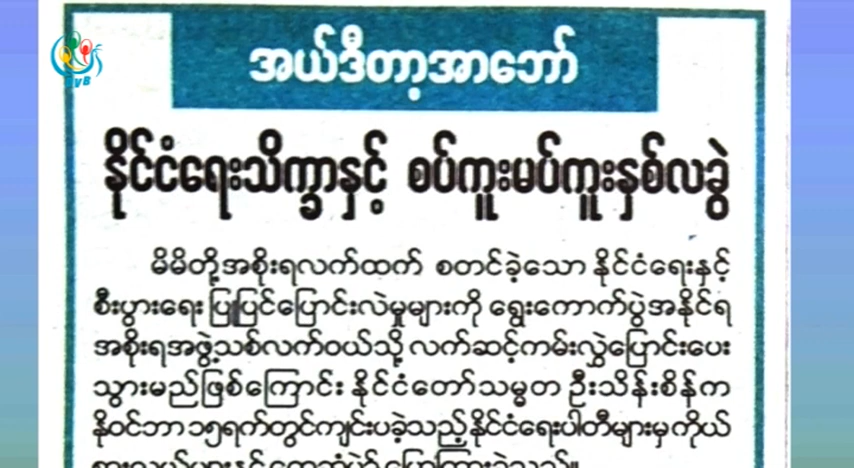 အယ်ဒီတာ့အာဘော်
နိုင်ငံရေးသိက္ခာနှင့် စပ်ကူးမပ်ကူးနှစ်လခွဲ
မိမိတို့အစိုးရလက်ထက် စတင်ခဲ့သော နိုင်ငံရေးနှင့်
စီးပွားရေး ပြုပြင်ပြောင်းလဲမှုများကို ရွေးကောက်ပွဲအနိုင်ရ
အစိုးရအဖွဲ့သစ်လက်ဝယ်သို့ လက်ဆင့်ကမ်းလွှဲပြောင်းပေး
သွားမည်ဖြစ်ကြောင်း နိုင်ငံတော်သမ္မတ ဦးသိန်းစိန်က
နိုဝင်ဘာ ၁၅ရက်တွင်ကျင်းပခဲ့သည့် နိုင်ငံရေးပါတီများမှကိုယ်